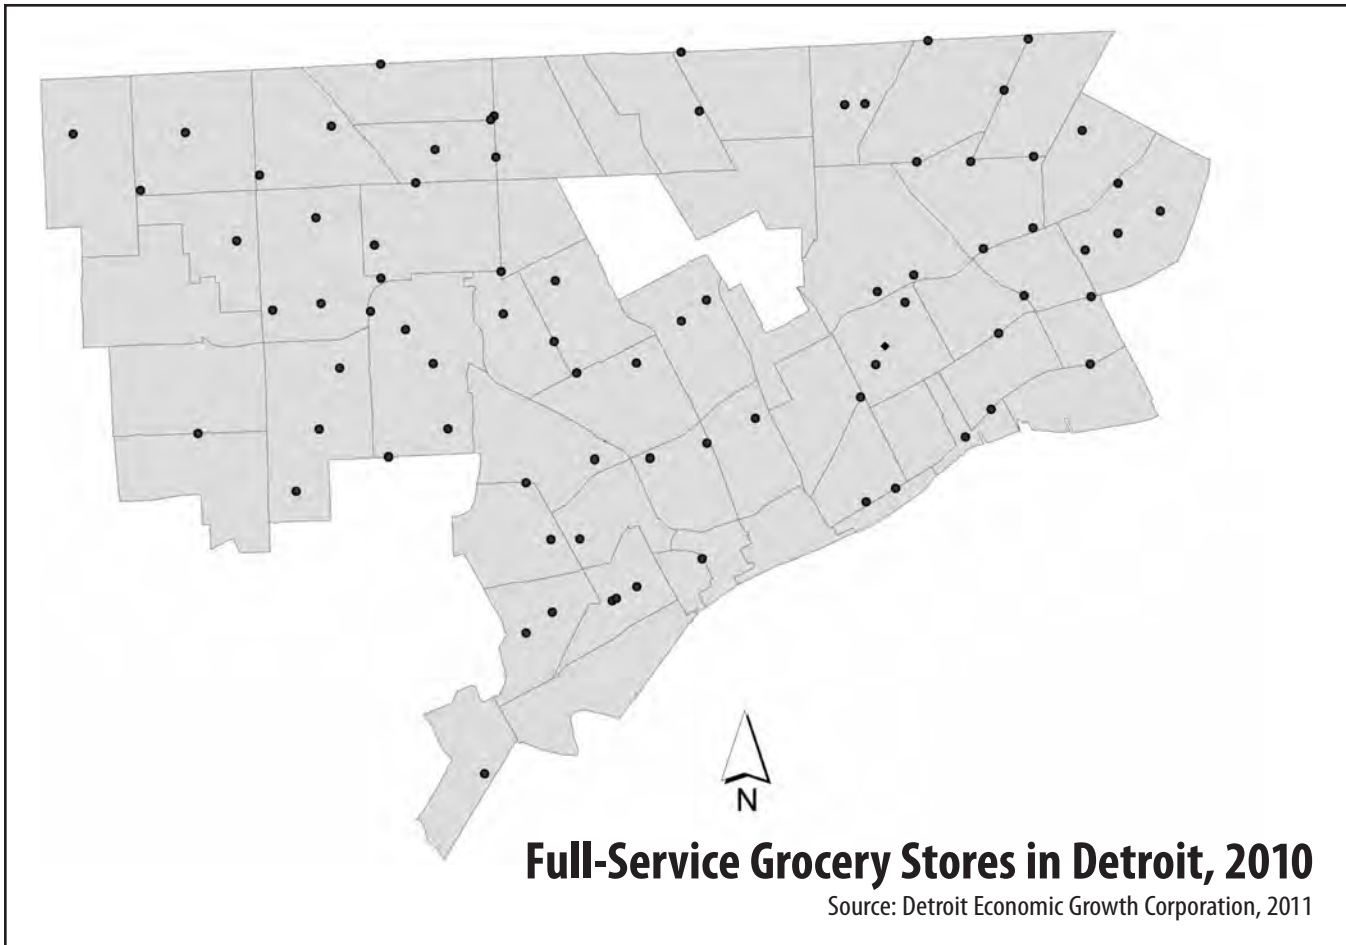 N
Full-Service Grocery Stores in Detroit, 2010
Source: Detroit Economic Growth Corporation, 2011